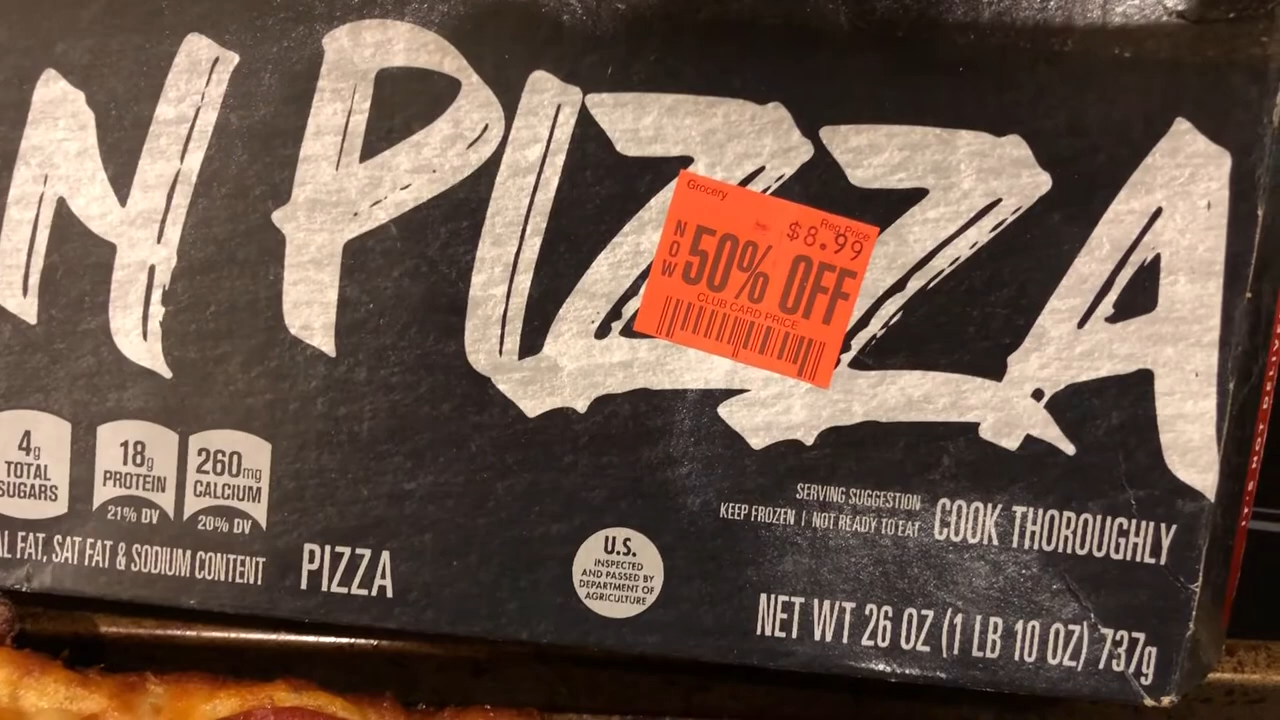 N PIZZA
Grocery
Reg Price
$8.99
NOW
50% OFF
CLUB CARD PRICE
4g
TOTAL
SUGARS
18g
PROTEIN
21% DV
260mg
CALCIUM
20% DV
FAT, SAT FAT & SODIUM CONTENT
PIZZA
U.S.
INSPECTED
AND PASSED BY
DEPARTMENT OF
AGRICULTURE
SERVING SUGGESTION
KEEP FROZEN | NOT READY TO EAT
COOK THOROUGHLY
NET WT 26 OZ (1 LB 10 OZ) 737g
IT'S NOT